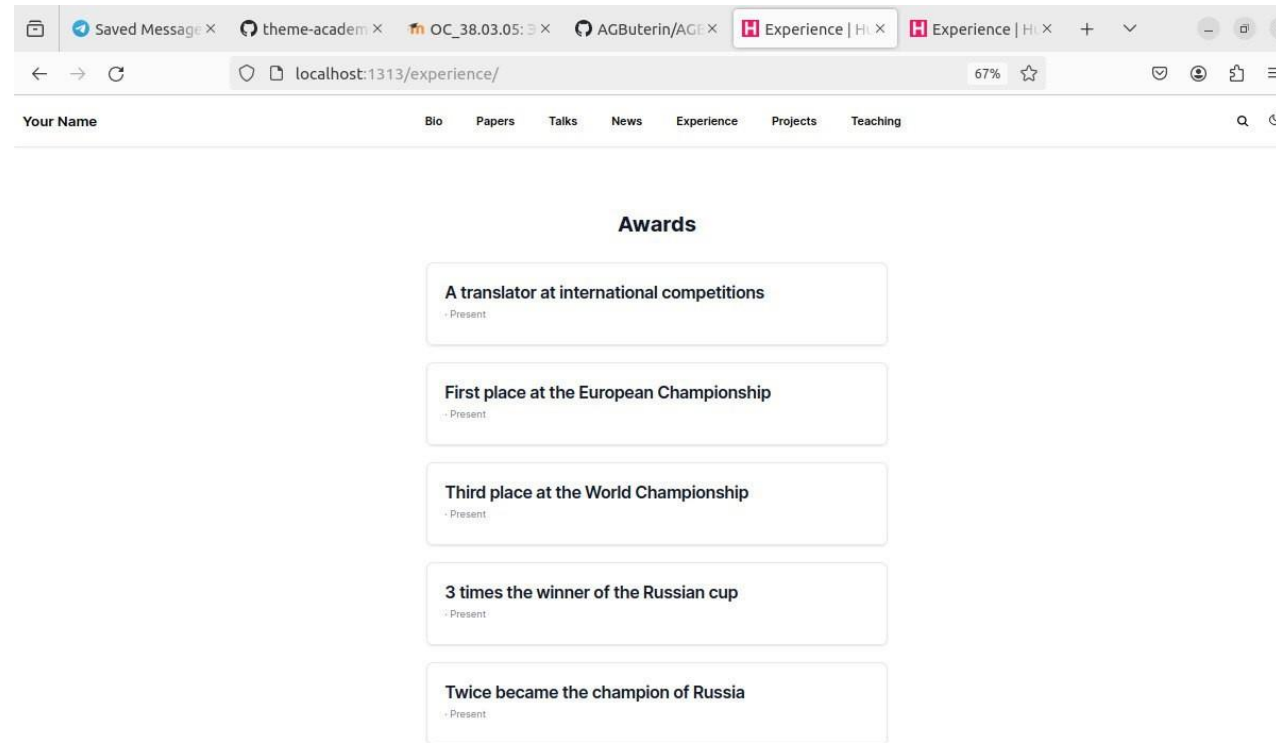 Saved Message
theme-academ
OC_38.03.05: Э
AGButerin/AGB
Experience | Hu
Experience | Hu
localhost:1313/experience/
67%
Your Name
Bio Papers Talks News Experience Projects Teaching
Awards
A translator at international competitions
· Present
First place at the European Championship
· Present
Third place at the World Championship
· Present
3 times the winner of the Russian cup
· Present
Twice became the champion of Russia
· Present